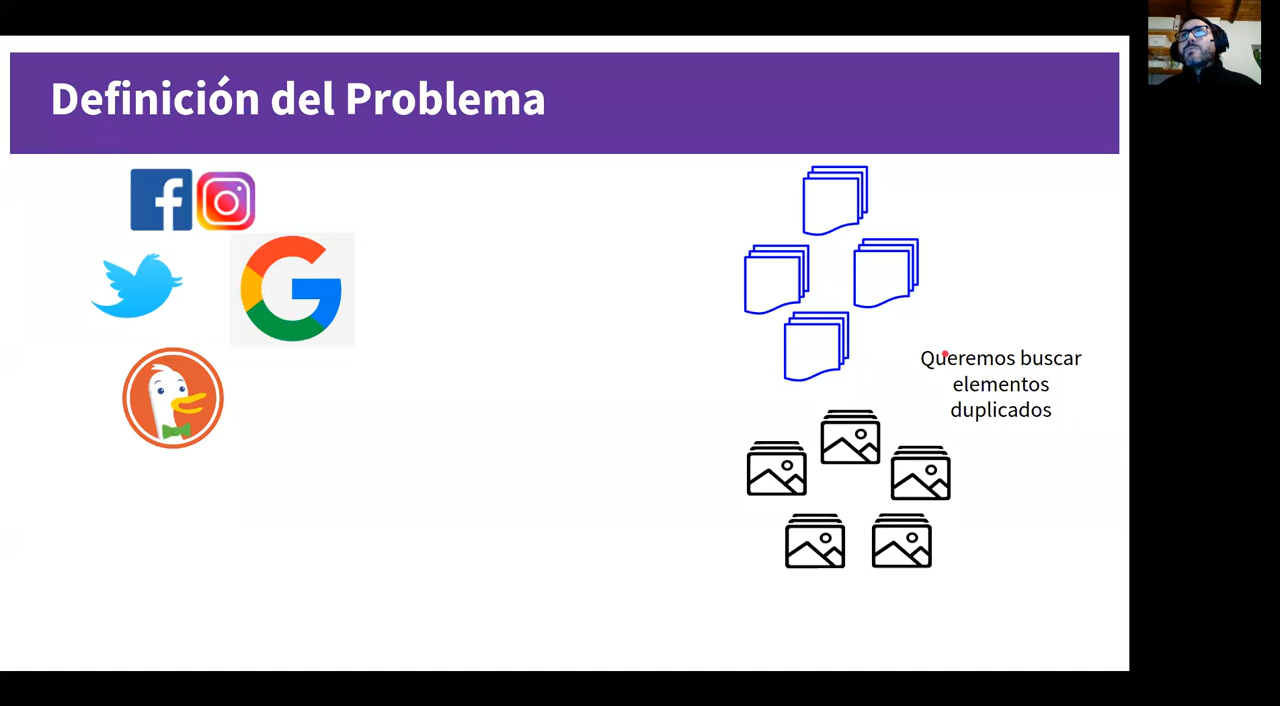 Definición del Problema
Queremos buscar
elementos
duplicados